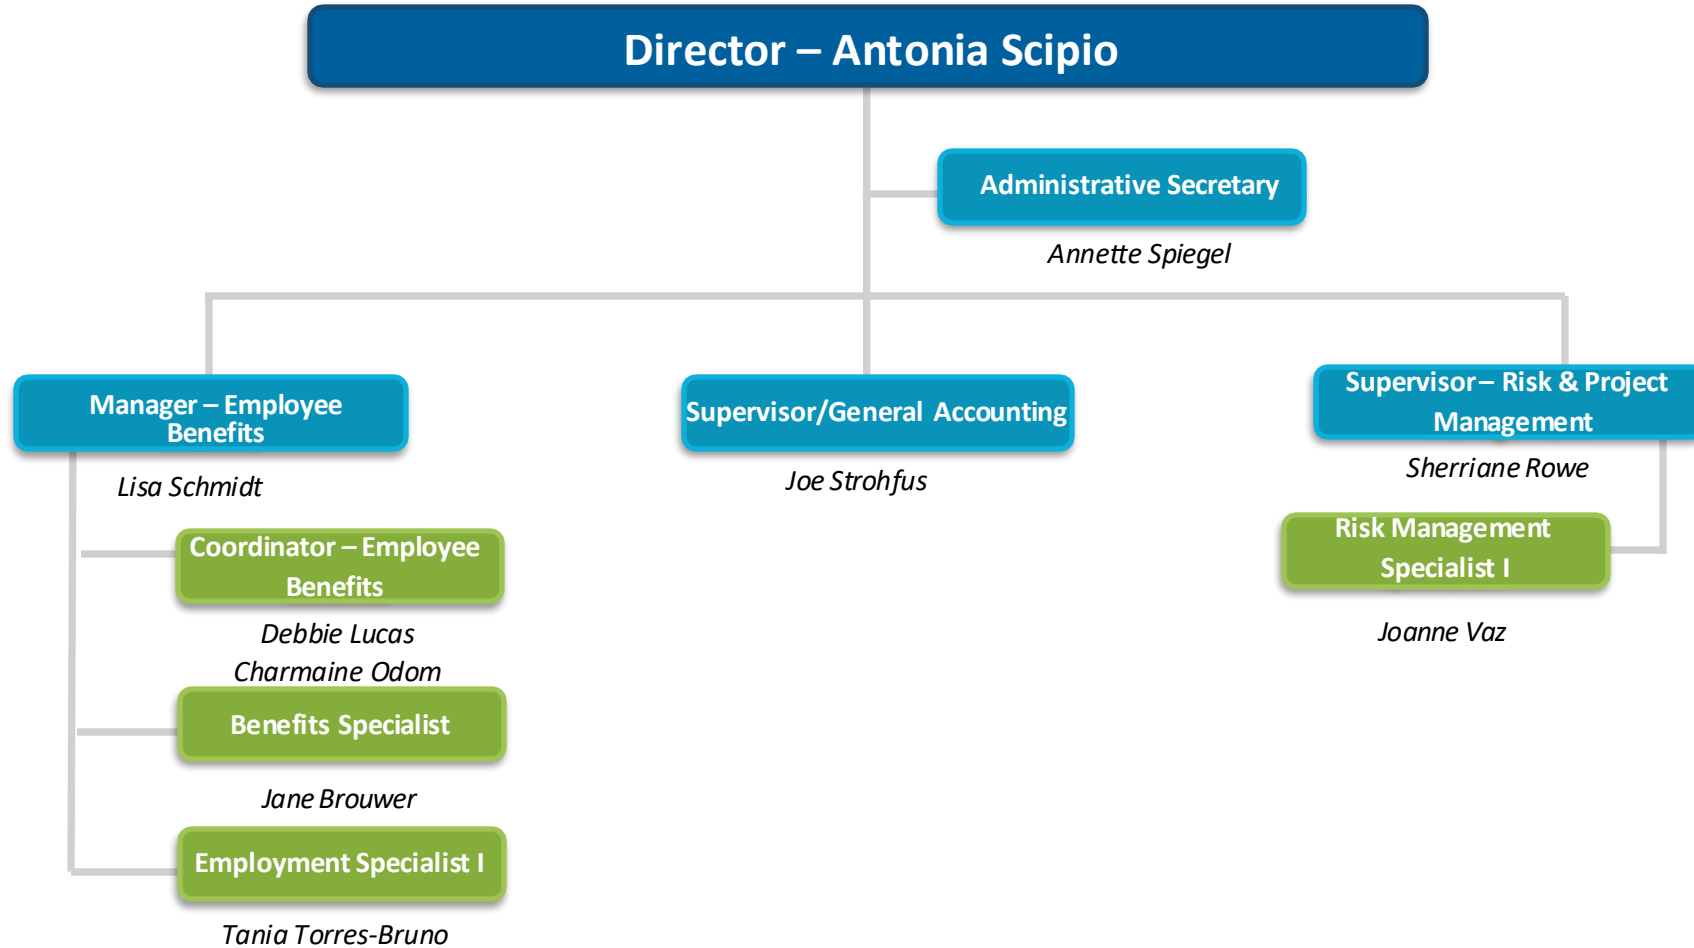 Director – Antonia Scipio
Administrative Secretary
Annette Spiegel
Manager – Employee
Benefits
Lisa Schmidt
Coordinator – Employee
Benefits
Debbie Lucas
Charmaine Odom
Benefits Specialist
Jane Brouwer
Employment Specialist I
Tania Torres-Bruno
Supervisor/General Accounting
Joe Strohfus
Supervisor – Risk & Project
Management
Sherriane Rowe
Risk Management
Specialist I
Joanne Vaz